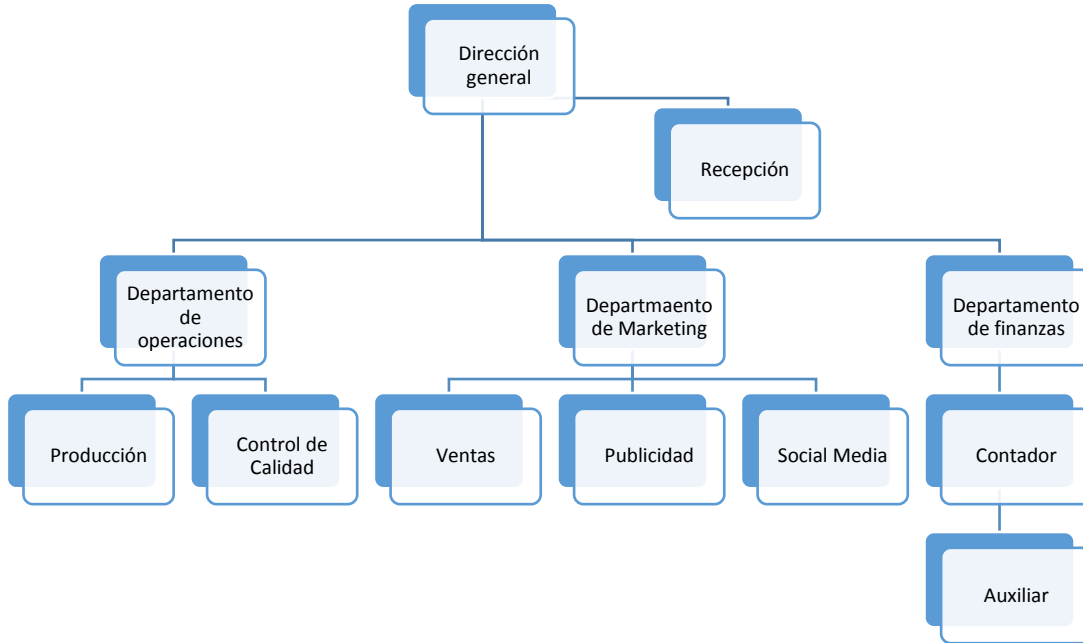 Dirección
general
Recepción
Departamento
de
operaciones
Departmaento
de Marketing
Departamento
de finanzas
Producción
Control de
Calidad
Ventas
Publicidad
Social Media
Contador
Auxiliar